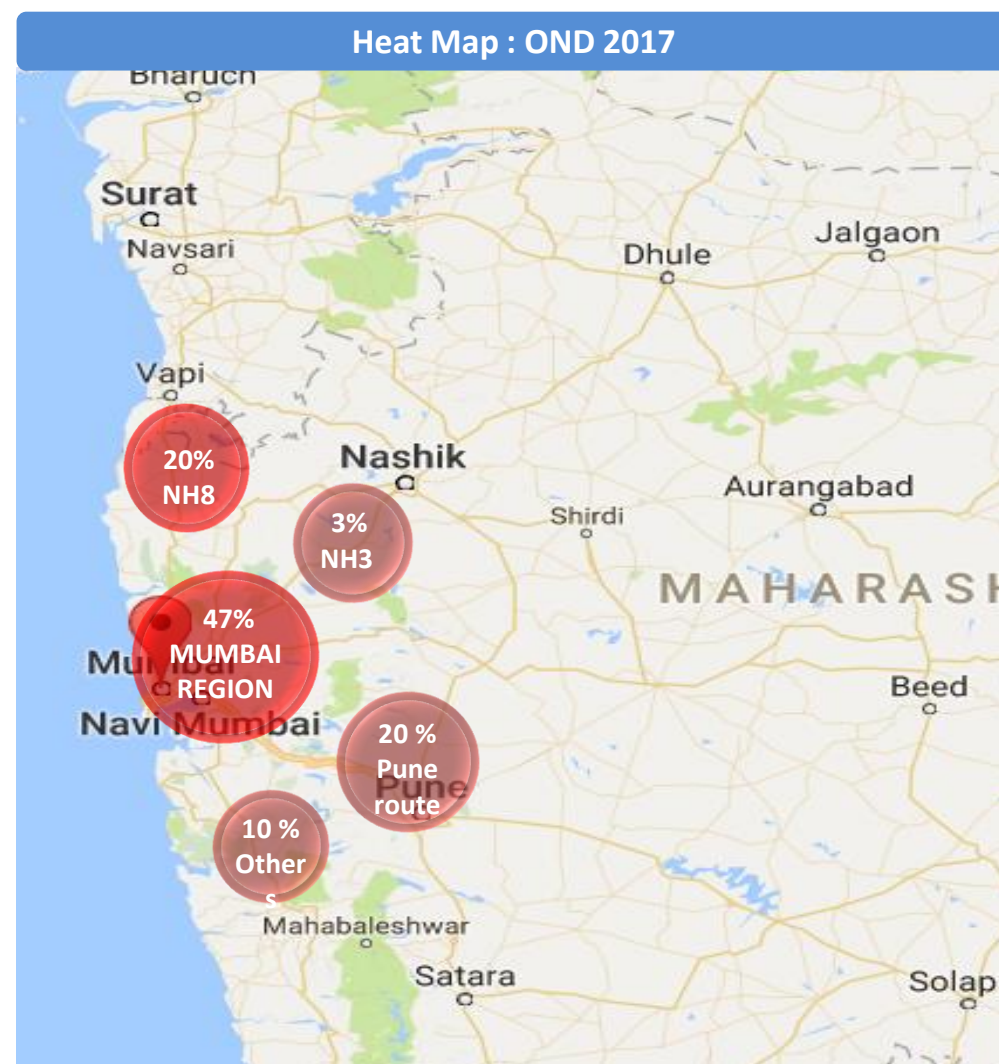 Heat Map : OND 2017
Bharuch
Surat
Navsari
Dhule
Jalgaon
Vapi
20%
NH8
Nashik
3%
NH3
Shirdi
Aurangabad
MAHARASH
47%
MUMBAI
REGION
Mumbai
Navi Mumbai
Beed
20 %
Pune
route
Pune
10 %
Other
s
Mahabaleshwar
Satara
Solap